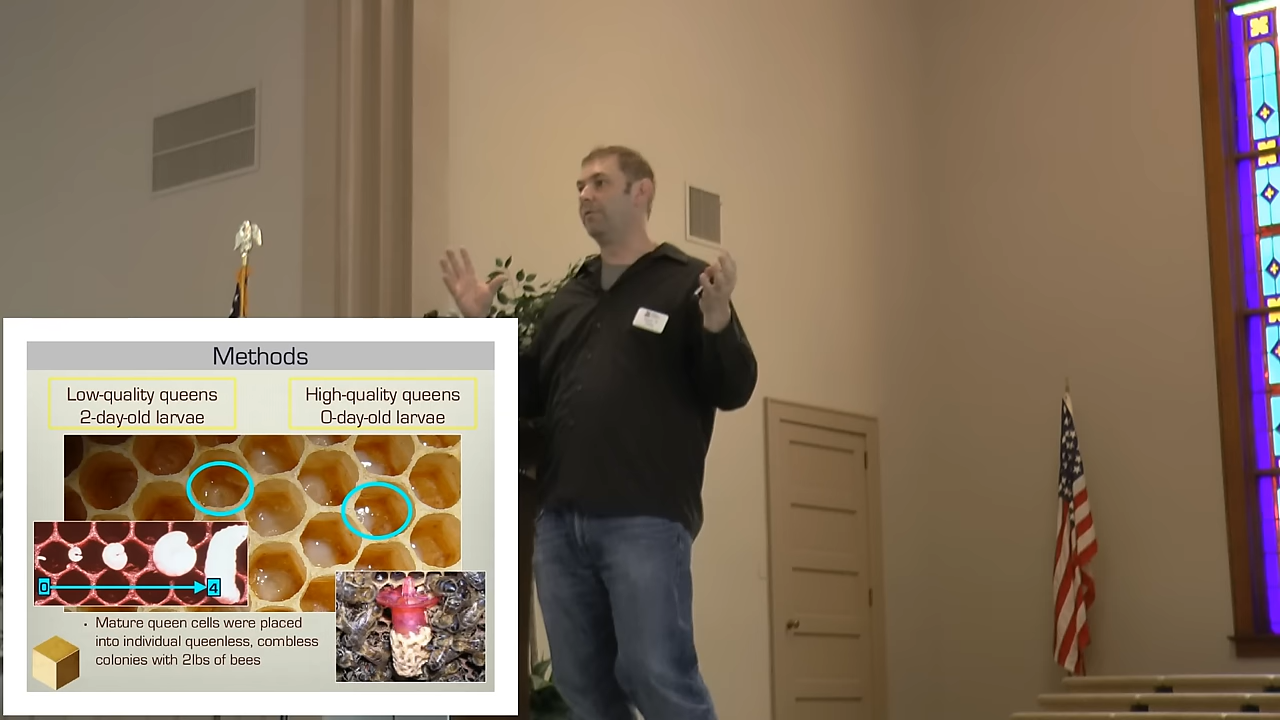 Methods
Low-quality queens
2-day-old larvae
High-quality queens
0-day-old larvae
0
4
• Mature queen cells were placed
into individual queenless, combless
colonies with 2lbs of bees